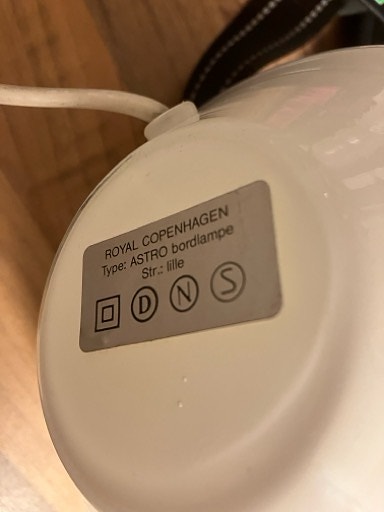 ROYAL COPENHAGEN
Type: ASTRO bordlampe
Str.: lille
D N S